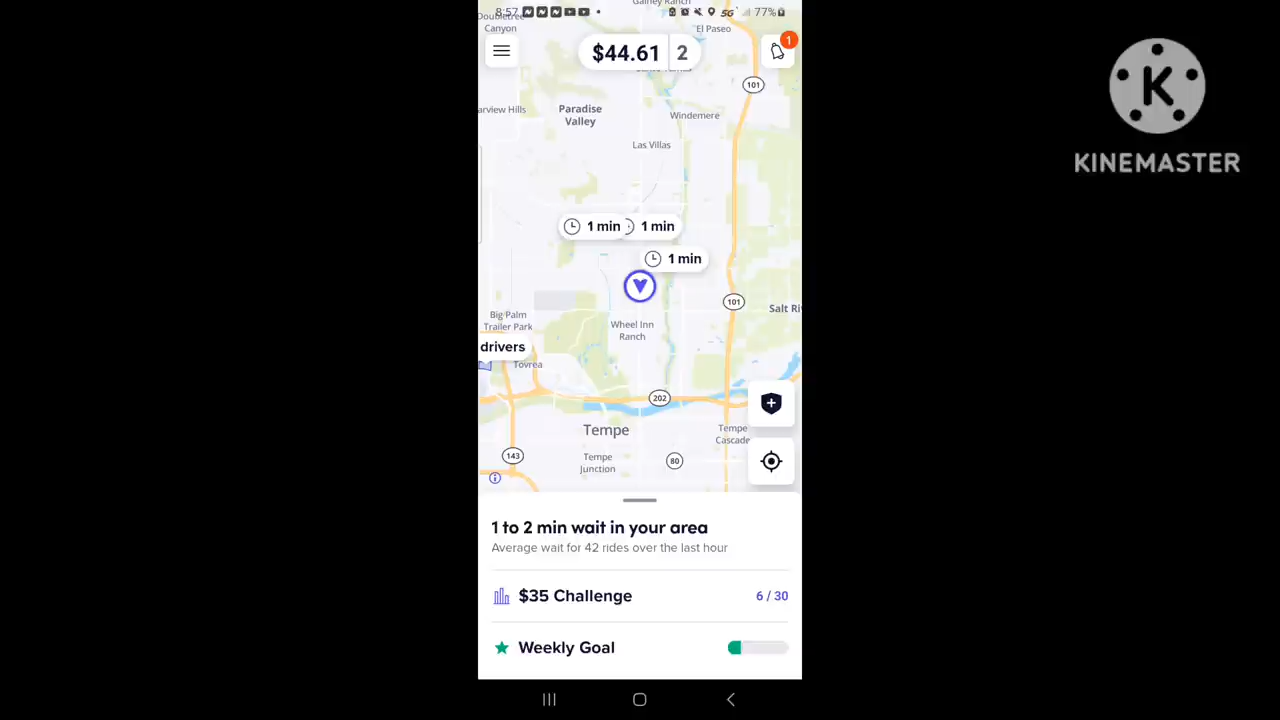 8:57
5G
77%
Gainey Ranch
Doubletree
Canyon
El Paseo
$44.61 2
1
101
earview Hills
Paradise
Valley
Windemere
Las Villas
1 min
1 min
1 min
101
Salt Ri
Big Palm
Trailer Park
Wheel Inn
Ranch
drivers
Tovrea
202
Tempe
Tempe
Cascade
143
Tempe
Junction
80
1 to 2 min wait in your area
Average wait for 42 rides over the last hour
$35 Challenge 6 / 30
Weekly Goal
K
KINEMASTER